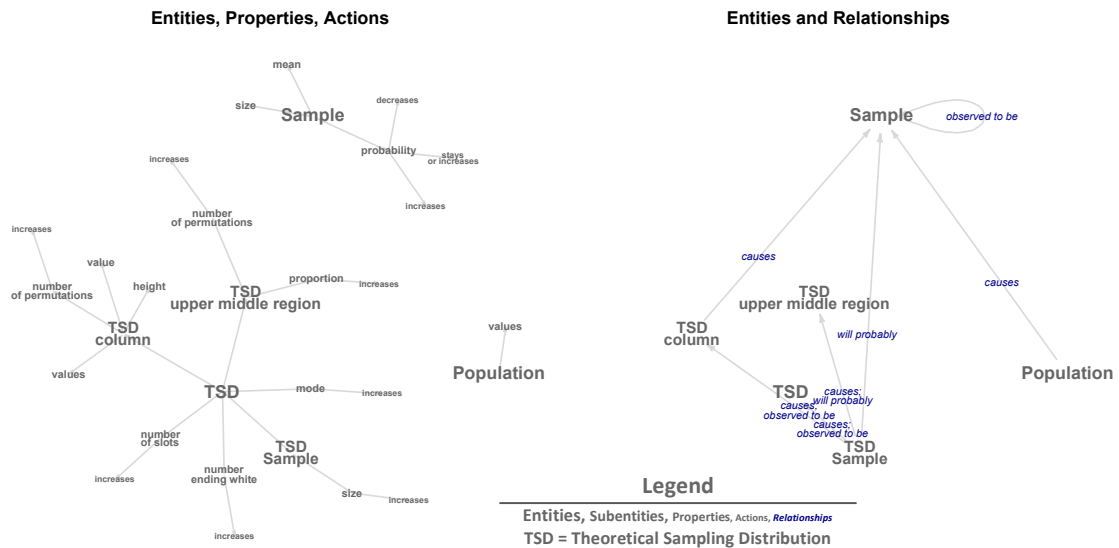 Entities, Properties, Actions
mean
size
Sample
decreases
probability
stays
or increases
increases
increases
number
of permutations
increases
value
number
of permutations
height
proportion
increases
TSD
upper middle region
TSD
column
values
values
Population
TSD
mode
increases
number
of slots
TSD
Sample
increases
number
ending white
size
increases
increases
Entities and Relationships
Sample
observed to be
causes
TSD
upper middle region
causes
TSD
column
will probably
Population
TSD
causes;
will probably
causes;
observed to be
causes;
observed to be
TSD
Sample
Legend
Entities, Subentities, Properties, Actions, Relationships
TSD = Theoretical Sampling Distribution